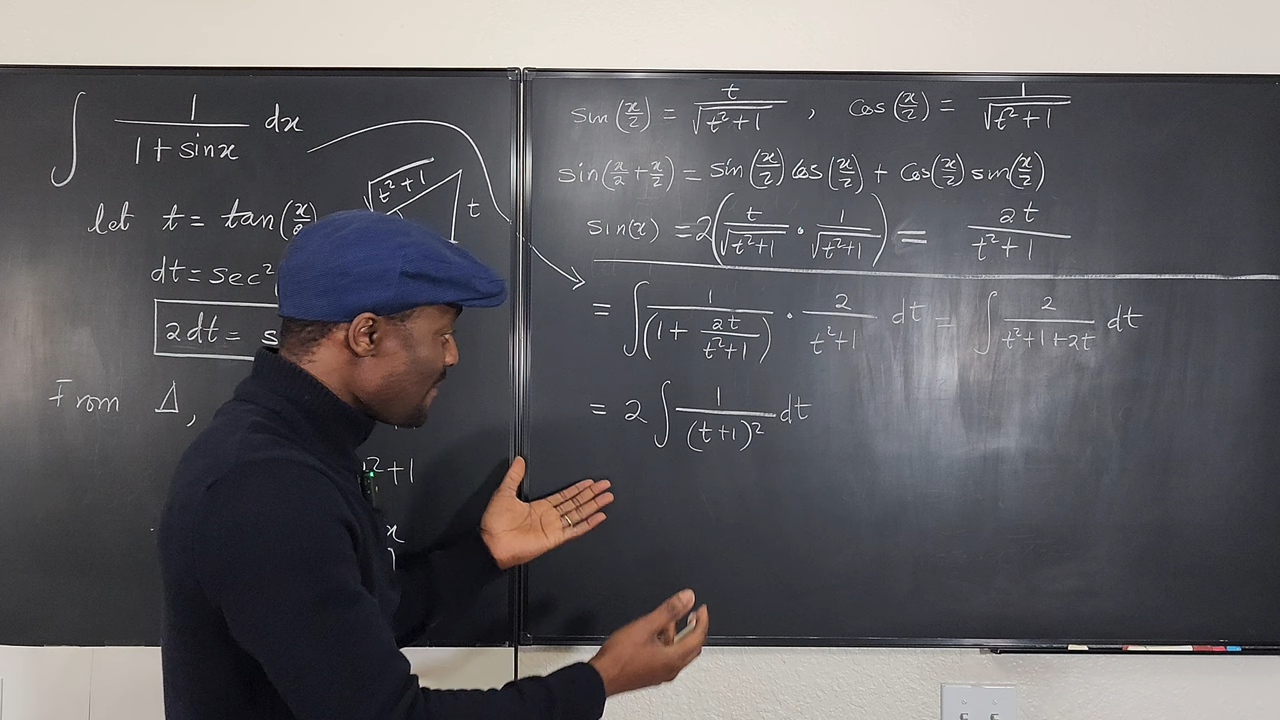 ∫ 1/(1 + sinx) dx
let t = tan(x/
√(t²+1)
t
dt = sec²
2dt = s
From Δ,
²+1
x
sin(x/2) = t/√(t²+1) , cos(x/2) = 1/√(t²+1)
sin(x/2 + x/2) = sin(x/2) cos(x/2) + cos(x/2) sin(x/2)
sin(x) = 2(t/√(t²+1) · 1/√(t²+1)) = 2t/(t²+1)
= ∫ 1/(1 + 2t/(t²+1)) · 2/(t²+1) dt = ∫ 2/(t²+1+2t) dt
= 2 ∫ 1/(t+1)² dt